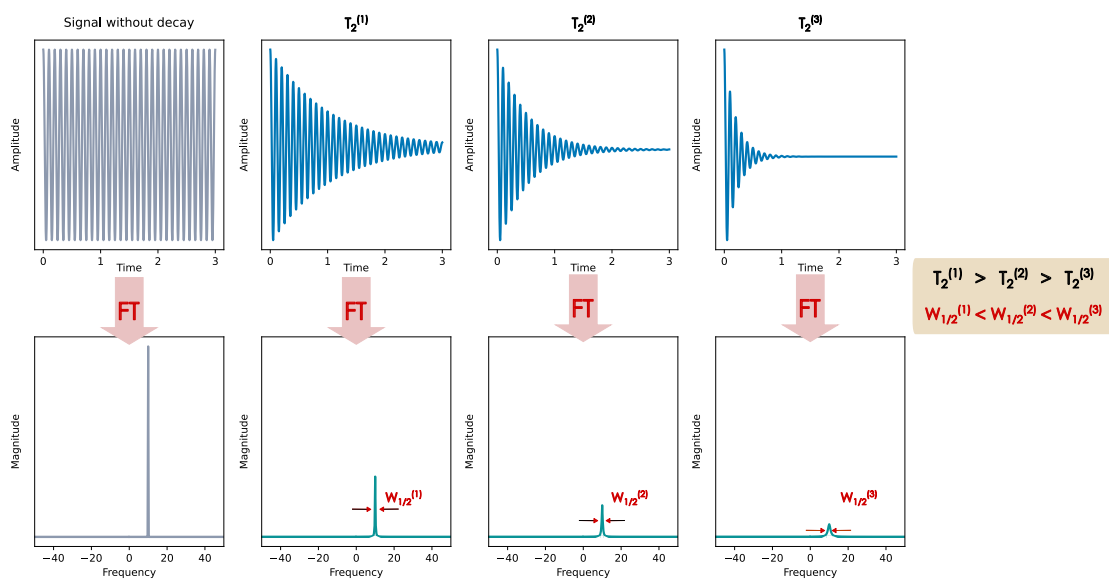 Signal without decay
T₂⁽¹⁾
T₂⁽²⁾
T₂⁽³⁾
Amplitude
Amplitude
Amplitude
Amplitude
0 1 2 3
0 1 2 3
0 1 2 3
0 1 2 3
Time
Time
Time
Time
FT
FT
FT
FT
T₂⁽¹⁾ > T₂⁽²⁾ > T₂⁽³⁾
W₁/₂⁽¹⁾ < W₁/₂⁽²⁾ < W₁/₂⁽³⁾
Magnitude
Magnitude
Magnitude
Magnitude
W₁/₂⁽¹⁾
W₁/₂⁽²⁾
W₁/₂⁽³⁾
−40 −20 0 20 40
−40 −20 0 20 40
−40 −20 0 20 40
−40 −20 0 20 40
Frequency
Frequency
Frequency
Frequency